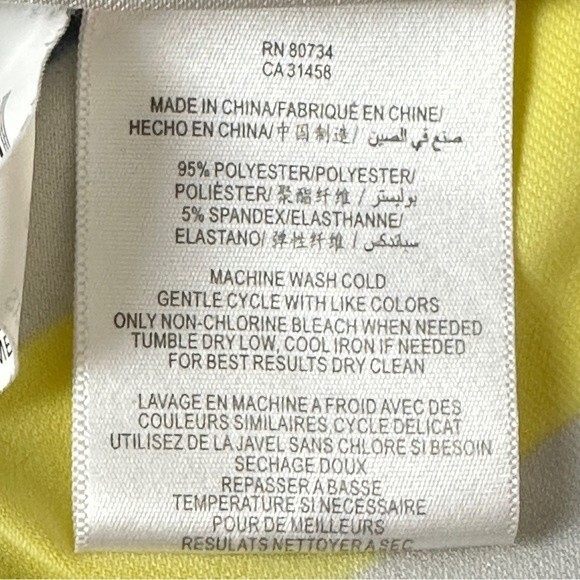 RN 80734
CA 31458
MADE IN CHINA/FABRIQUÉ EN CHINE/
HECHO EN CHINA/中国制造/ صنع في الصين
95% POLYESTER/POLYESTER/
POLIÉSTER/ 聚酯纤维 / بوليستر
5% SPANDEX/ELASTHANNE/
ELASTANO/ 弹性纤维 / سباندكس
MACHINE WASH COLD
GENTLE CYCLE WITH LIKE COLORS
ONLY NON-CHLORINE BLEACH WHEN NEEDED
TUMBLE DRY LOW, COOL IRON IF NEEDED
FOR BEST RESULTS DRY CLEAN
LAVAGE EN MACHINE A FROID AVEC DES
COULEURS SIMILAIRES, CYCLE DELICAT
UTILISEZ DE LA JAVEL SANS CHLORE SI BESOIN
SECHAGE DOUX
REPASSER A BASSE
TEMPERATURE SI NECESSAIRE
POUR DE MEILLEURS
RESULATS NETTOYER A SEC